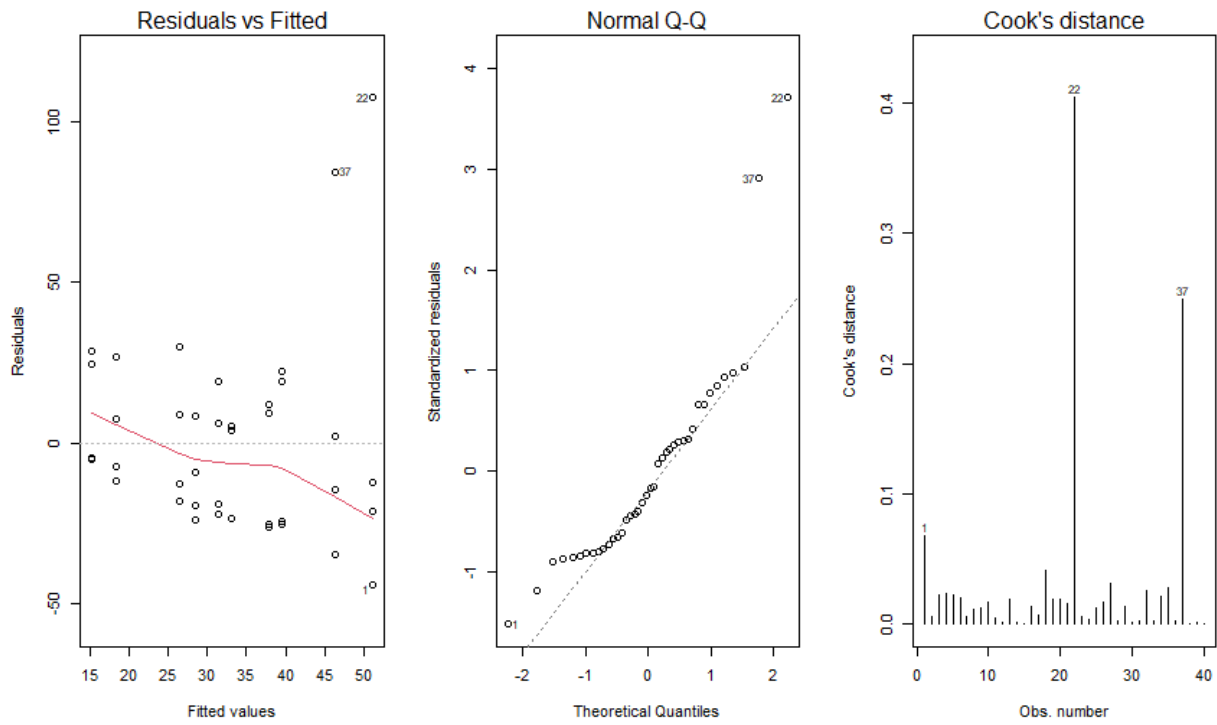 Residuals vs Fitted
Residuals
100
50
0
-50
22
37
1
15 20 25 30 35 40 45 50
Fitted values
Normal Q-Q
Standardized residuals
4
3
2
1
0
-1
22
37
1
-2 -1 0 1 2
Theoretical Quantiles
Cook's distance
Cook's distance
0.4
0.3
0.2
0.1
0.0
22
37
1
0 10 20 30 40
Obs. number